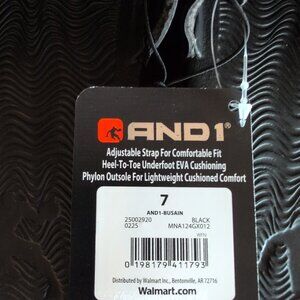 AND1®
Adjustable Strap For Comfortable Fit
Heel-To-Toe Underfoot EVA Cushioning
Phylon Outsole For Lightweight Cushioned Comfort
7
AND1-BUSAIN
25002920 BLACK
0225 MNA124GX012
0 198179 411793
Distributed by Walmart Inc., Bentonville, AR 72716
Walmart.com